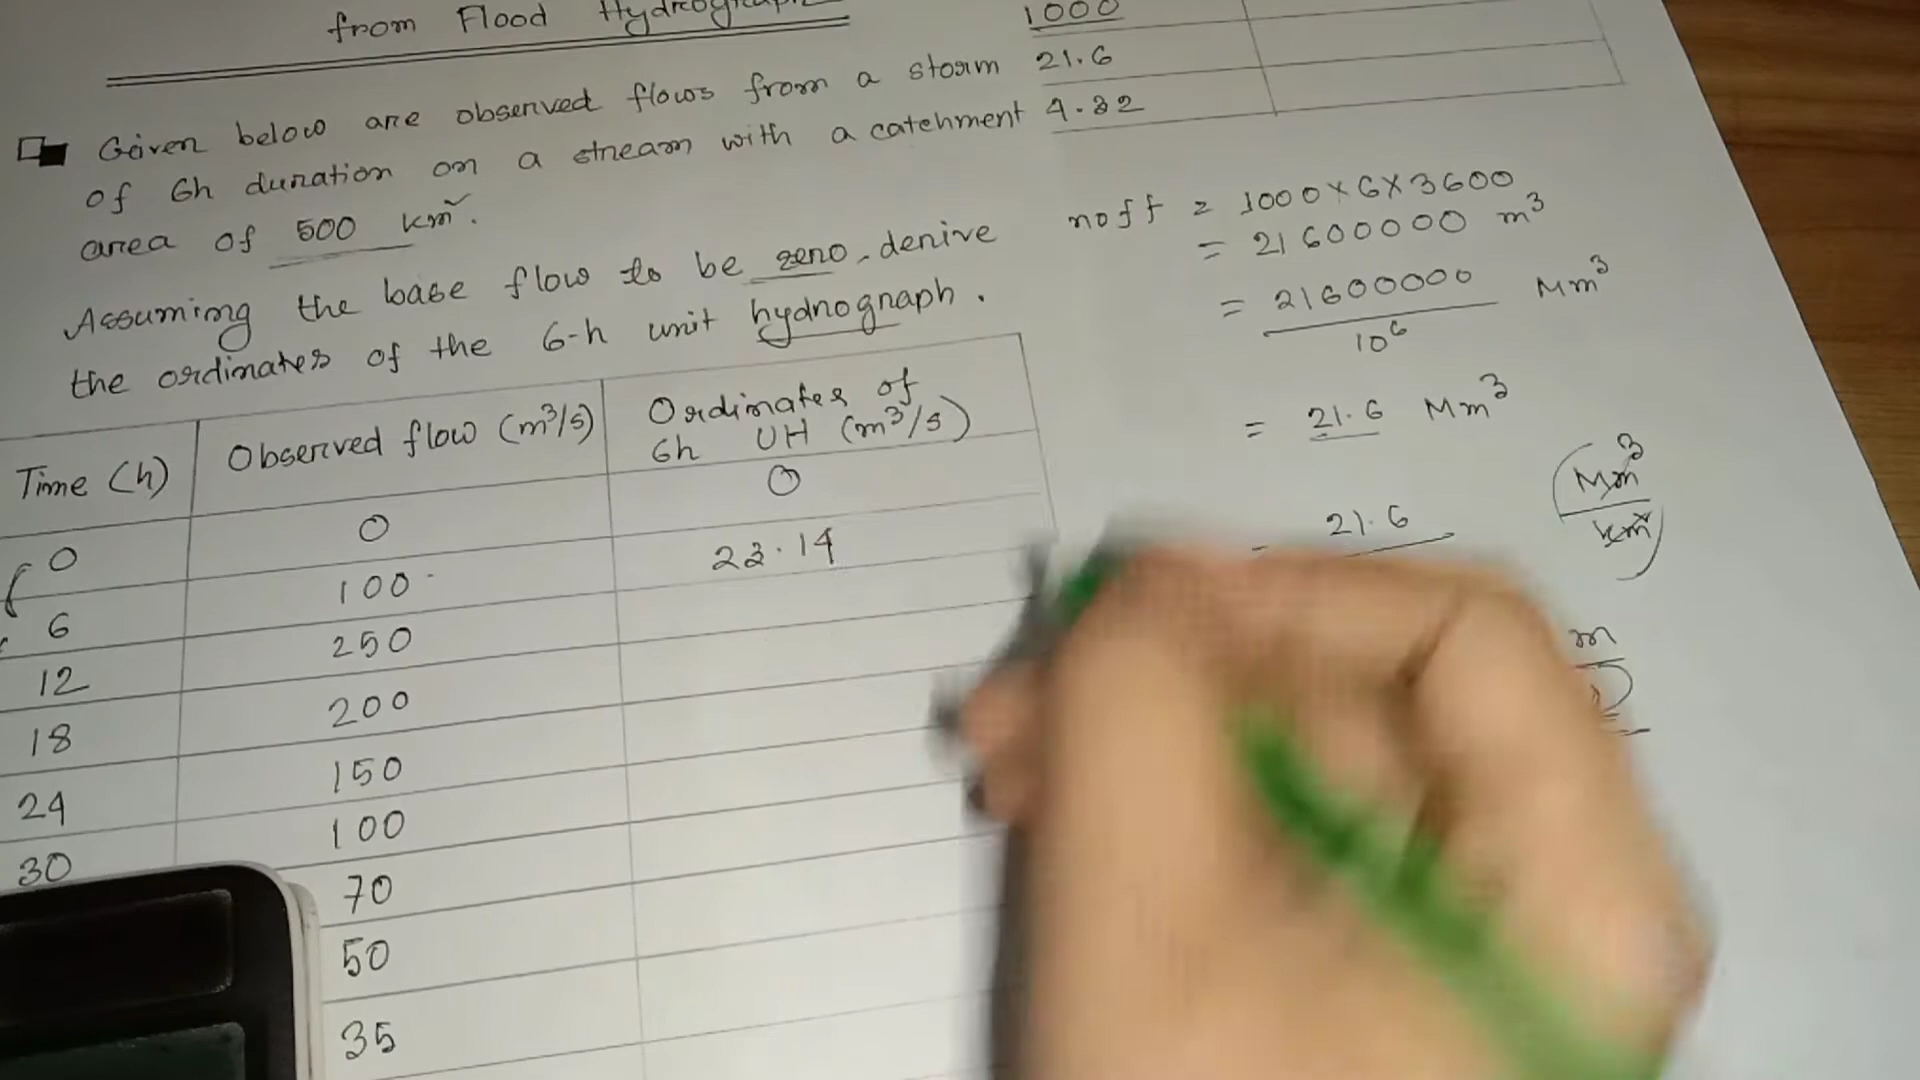 from Flood
1000
21.6
4.32
Given below are observed flows from a storm
of 6h duration on a stream with a catchment
area of 500 km².
Assuming the base flow to be zero, derive
the ordinates of the 6-h unit hydrograph.
Time (h) Observed flow (m³/s) Ordinates of 6h UH (m³/s)
0 0 0
6 100 23.14
12 250
18 200
24 150
30 100
70
50
35
noff = 1000×6×3600
= 21600000 m³
= 21600000 / 10⁶ Mm³
= 21.6 Mm³
= 21.6
Mm³
km²
m